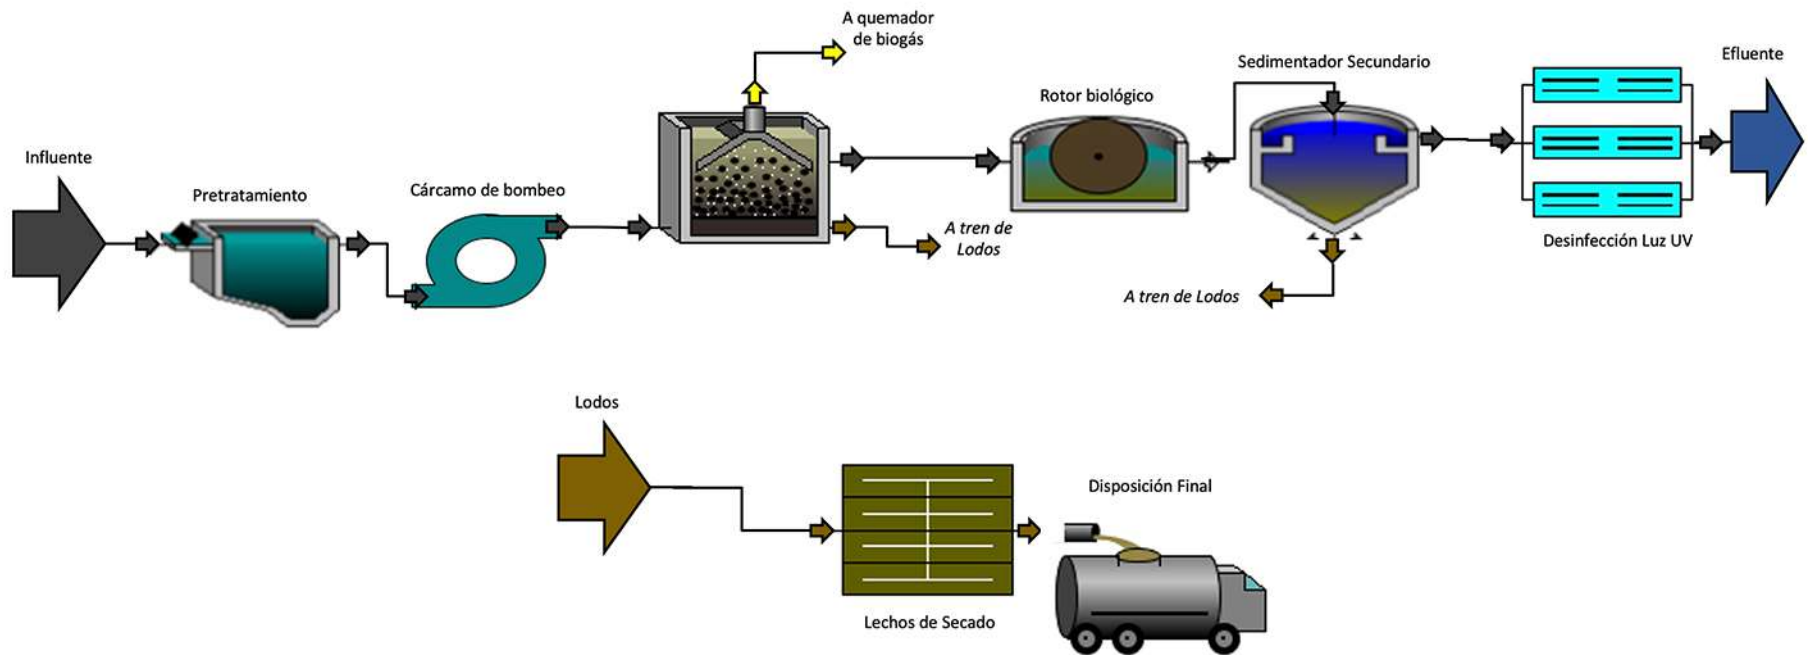 A quemador
de biogás
Sedimentador Secundario
Efluente
Rotor biológico
Influente
Pretratamiento
Cárcamo de bombeo
A tren de
Lodos
Desinfección Luz UV
A tren de Lodos
Lodos
Disposición Final
Lechos de Secado